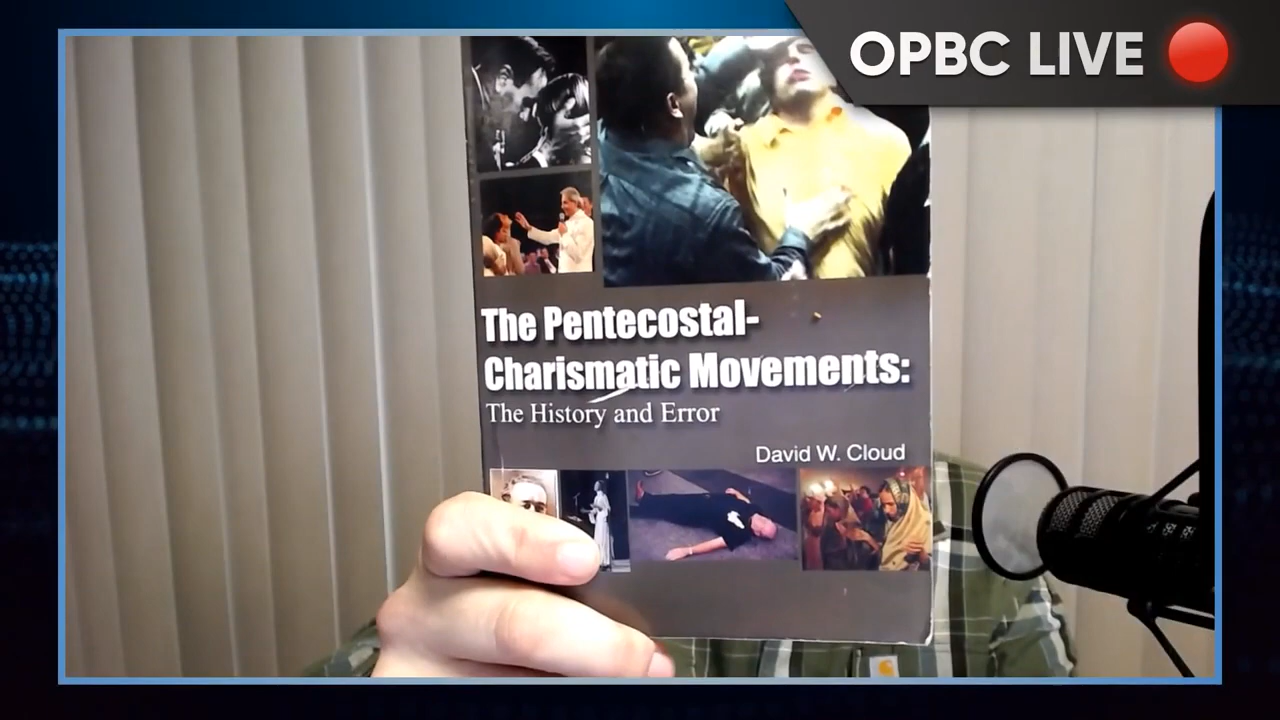 OPBC LIVE
The Pentecostal-
Charismatic Movements:
The History and Error
David W. Cloud